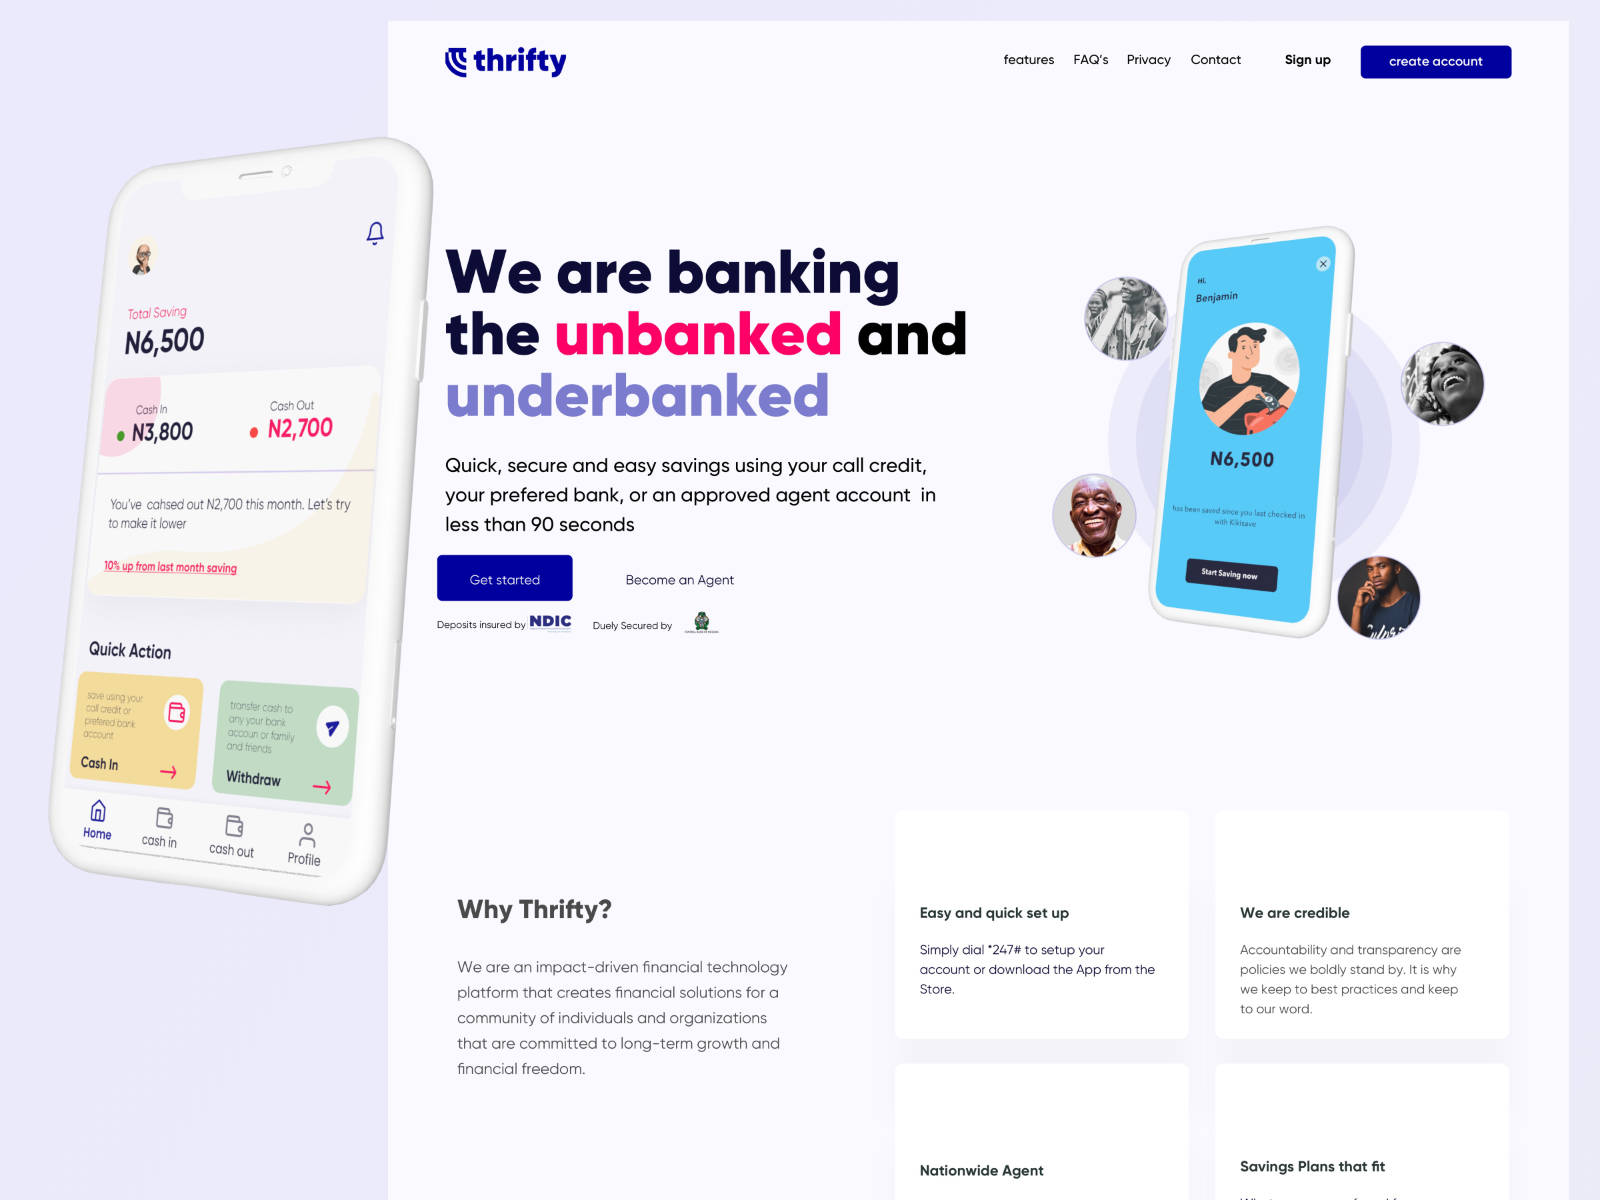 thrifty
features FAQ's Privacy Contact Sign up create account
Total Saving
N6,500
Cash In Cash Out
N3,800 N2,700
You've cahsed out N2,700 this month. Let's try
to make it lower
10% up from last month saving
Quick Action
save using your
call credit or
prefered bank
account
Cash In
transfer cash to
any your bank
accoun or family
and friends
Withdraw
Home cash in cash out Profile
We are banking
the unbanked and
underbanked
Quick, secure and easy savings using your call credit,
your prefered bank, or an approved agent account in
less than 90 seconds
Get started Become an Agent
Deposits insured by NDIC Duely Secured by
Hi,
Benjamin
N6,500
has been saved since you last checked in
with Kikisave
Start Saving now
Why Thrifty?
We are an impact-driven financial technology
platform that creates financial solutions for a
community of individuals and organizations
that are committed to long-term growth and
financial freedom.
Easy and quick set up
Simply dial *247# to setup your
account or download the App from the
Store.
We are credible
Accountability and transparency are
policies we boldly stand by. It is why
we keep to best practices and keep
to our word.
Nationwide Agent
Savings Plans that fit